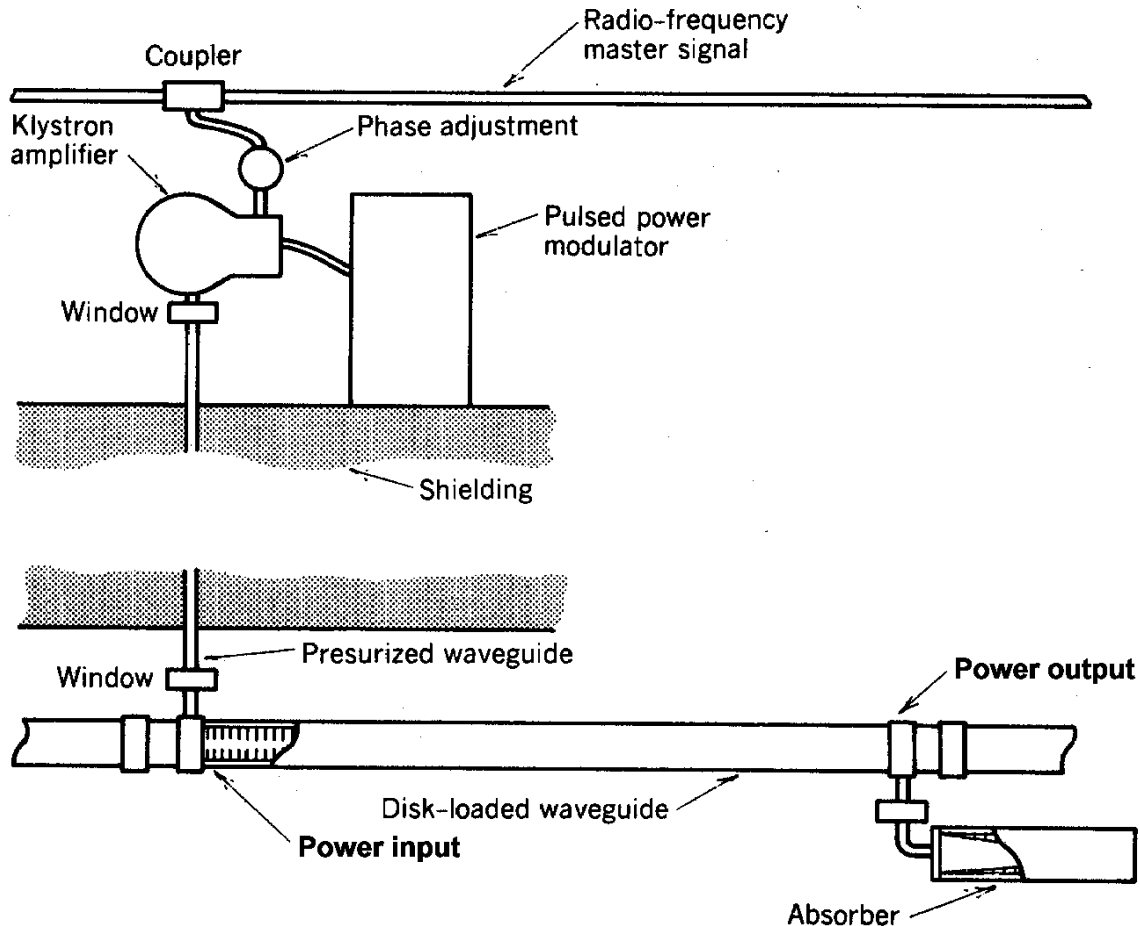 Radio-frequency
master signal
Coupler
Klystron
amplifier
Phase adjustment
Pulsed power
modulator
Window
Shielding
Presurized waveguide
Window
Power output
Disk-loaded waveguide
Power input
Absorber